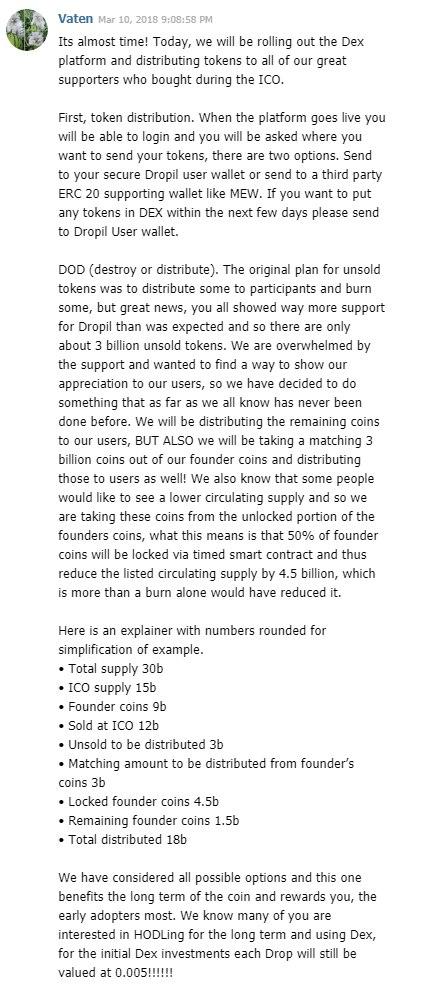 Vaten Mar 10, 2018 9:08:58 PM
Its almost time! Today, we will be rolling out the Dex
platform and distributing tokens to all of our great
supporters who bought during the ICO.
First, token distribution. When the platform goes live you
will be able to login and you will be asked where you
want to send your tokens, there are two options. Send
to your secure Dropil user wallet or send to a third party
ERC 20 supporting wallet like MEW. If you want to put
any tokens in DEX within the next few days please send
to Dropil User wallet.
DOD (destroy or distribute). The original plan for unsold
tokens was to distribute some to participants and burn
some, but great news, you all showed way more support
for Dropil than was expected and so there are only
about 3 billion unsold tokens. We are overwhelmed by
the support and wanted to find a way to show our
appreciation to our users, so we have decided to do
something that as far as we all know has never been
done before. We will be distributing the remaining coins
to our users, BUT ALSO we will be taking a matching 3
billion coins out of our founder coins and distributing
those to users as well! We also know that some people
would like to see a lower circulating supply and so we
are taking these coins from the unlocked portion of the
founders coins, what this means is that 50% of founder
coins will be locked via timed smart contract and thus
reduce the listed circulating supply by 4.5 billion, which
is more than a burn alone would have reduced it.
Here is an explainer with numbers rounded for
simplification of example.
• Total supply 30b
• ICO supply 15b
• Founder coins 9b
• Sold at ICO 12b
• Unsold to be distributed 3b
• Matching amount to be distributed from founder’s
coins 3b
• Locked founder coins 4.5b
• Remaining founder coins 1.5b
• Total distributed 18b
We have considered all possible options and this one
benefits the long term of the coin and rewards you, the
early adopters most. We know many of you are
interested in HODLing for the long term and using Dex,
for the initial Dex investments each Drop will still be
valued at 0.005!!!!!!